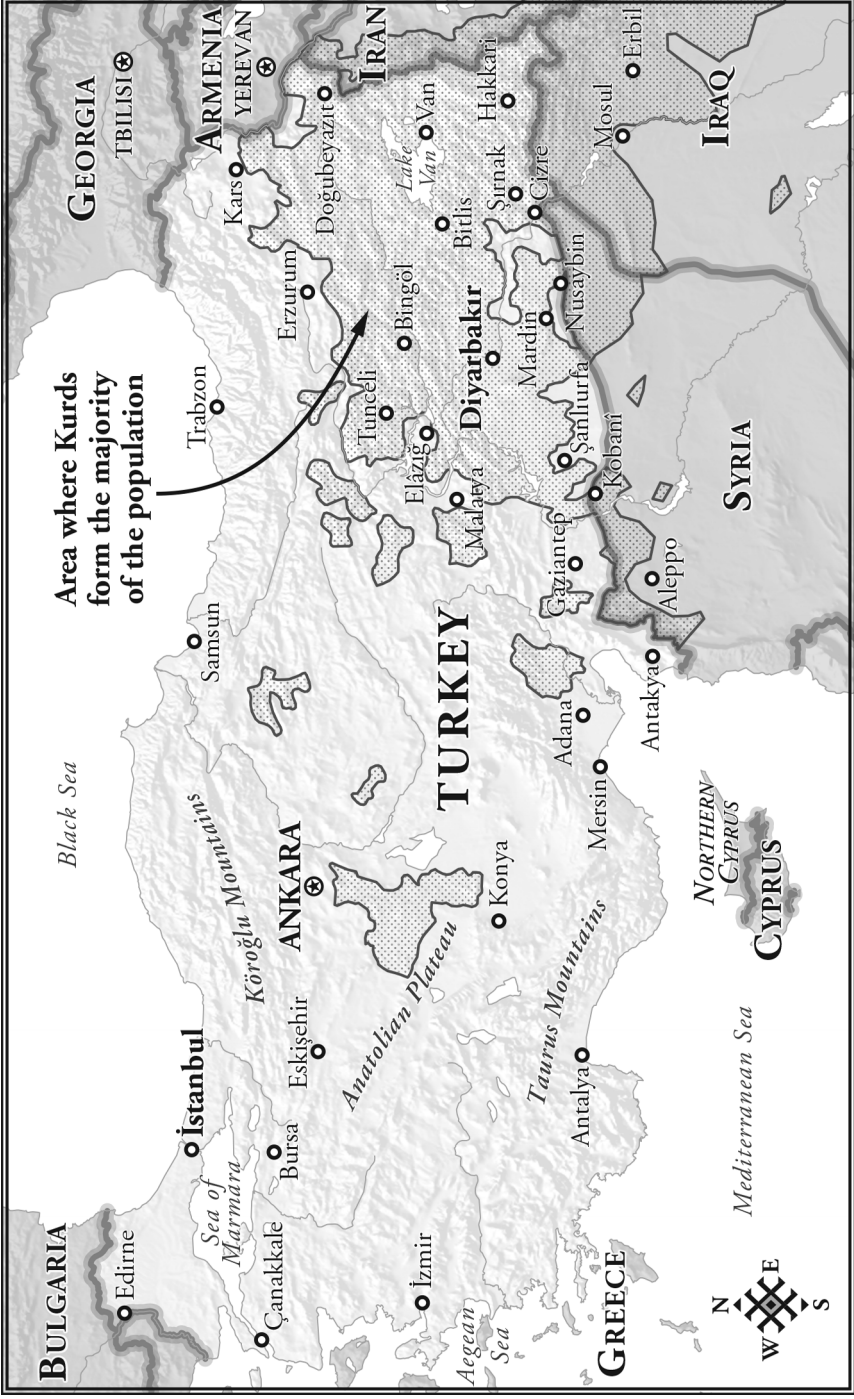 BULGARIA
Edirne
İstanbul
Sea of
Marmara
Çanakkale
Bursa
Eskişehir
İzmir
Aegean
Sea
GREECE
Black Sea
Köroğlu Mountains
ANKARA
Anatolian Plateau
Konya
Taurus Mountains
Antalya
Mediterranean Sea
N
W
E
S
Samsun
TURKEY
Adana
Mersin
Antakya
NORTHERN
CYPRUS
CYPRUS
Area where Kurds
form the majority
of the population
Trabzon
Erzurum
Kars
Doğubeyazıt
Tunceli
Bingöl
Elâzığ
Malatya
Diyarbakır
Bitlis
Lake
Van
Van
Hakkari
Şırnak
Cizre
Mardin
Nusaybin
Şanlıurfa
Kobanî
Gaziantep
Aleppo
SYRIA
GEORGIA
TBILISI
ARMENIA
YEREVAN
IRAN
Mosul
Erbil
IRAQ